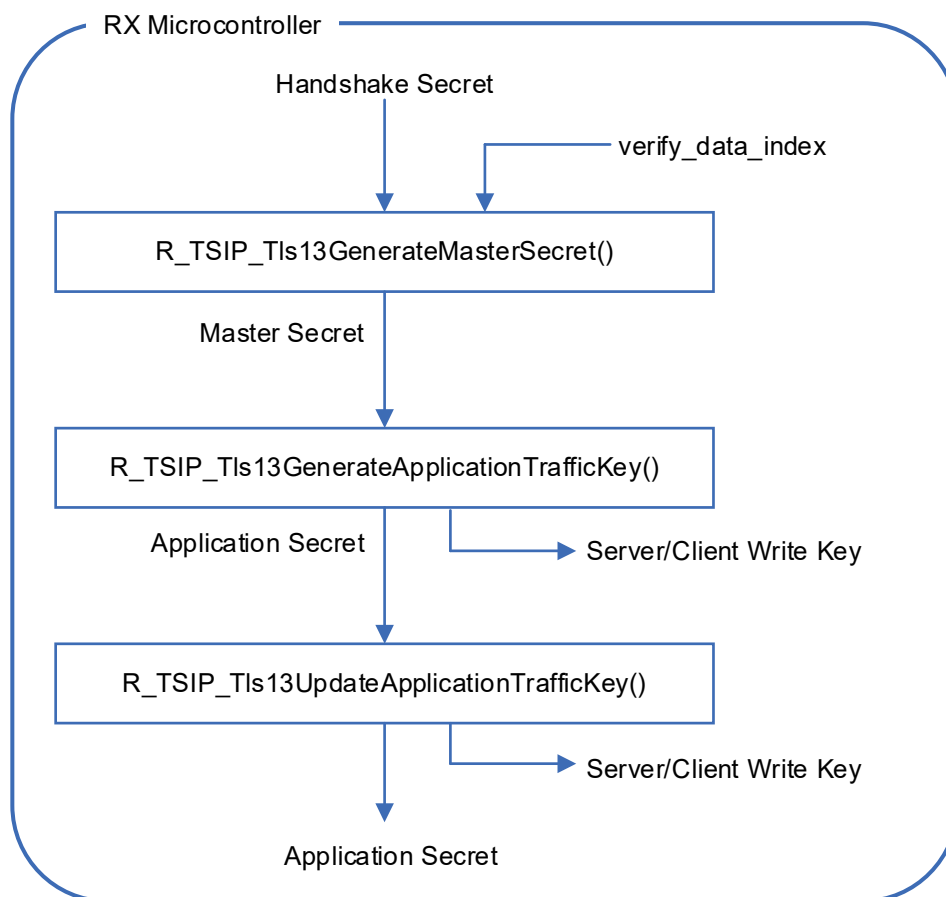 RX Microcontroller
Handshake Secret
verify_data_index
R_TSIP_Tls13GenerateMasterSecret()
Master Secret
R_TSIP_Tls13GenerateApplicationTrafficKey()
Application Secret
Server/Client Write Key
R_TSIP_Tls13UpdateApplicationTrafficKey()
Server/Client Write Key
Application Secret